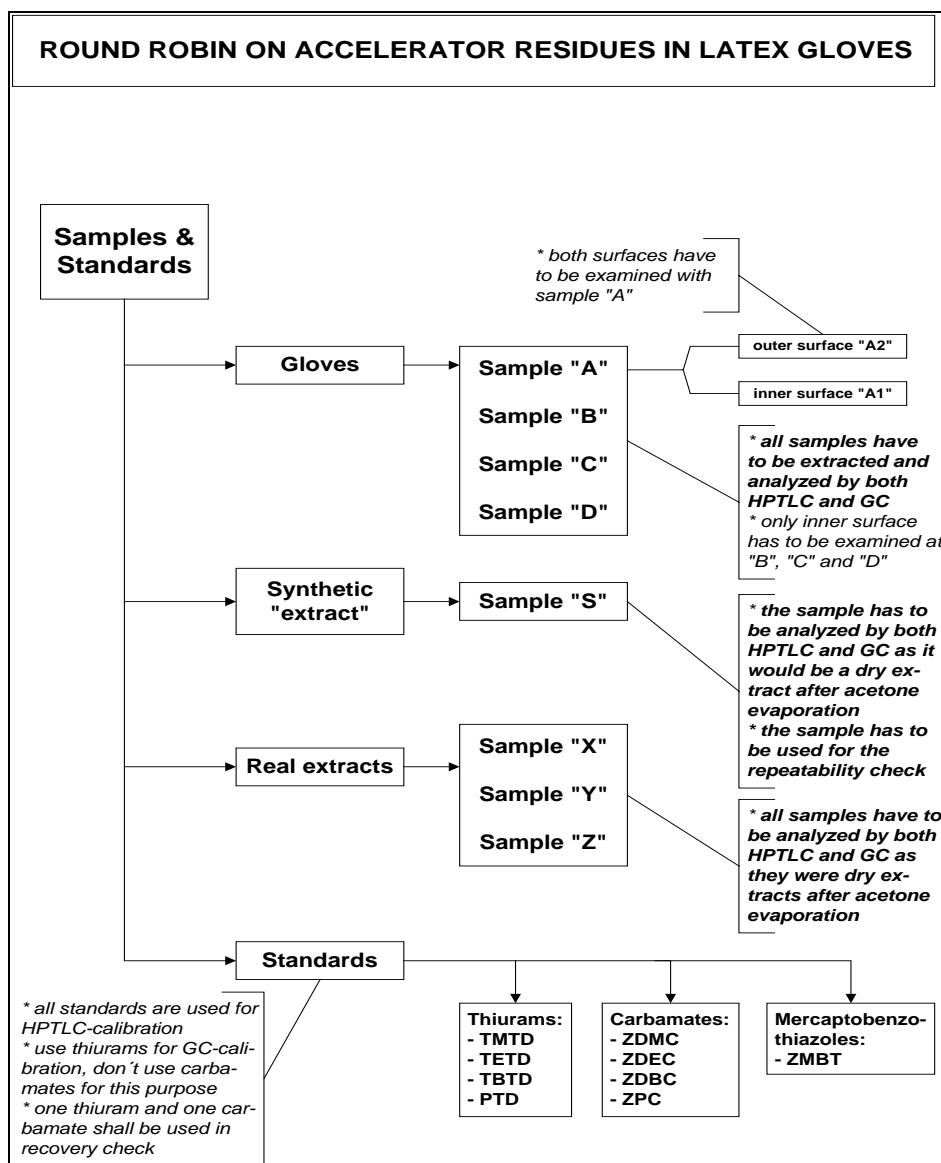 ROUND ROBIN ON ACCELERATOR RESIDUES IN LATEX GLOVES
Samples &
Standards
* both surfaces have
to be examined with
sample "A"
Gloves
Sample "A"
Sample "B"
Sample "C"
Sample "D"
outer surface "A2"
inner surface "A1"
* all samples have
to be extracted and
analyzed by both
HPTLC and GC
* only inner surface
has to be examined at
"B", "C" and "D"
Synthetic
"extract"
Sample "S"
* the sample has to
be analyzed by both
HPTLC and GC as it
would be a dry ex-
tract after acetone
evaporation
* the sample has to
be used for the
repeatability check
Real extracts
Sample "X"
Sample "Y"
Sample "Z"
* all samples have to
be analyzed by both
HPTLC and GC as
they were dry ex-
tracts after acetone
evaporation
Standards
* all standards are used for
HPTLC-calibration
* use thiurams for GC-cali-
bration, don´t use carba-
mates for this purpose
* one thiuram and one car-
bamate shall be used in
recovery check
Thiurams:
- TMTD
- TETD
- TBTD
- PTD
Carbamates:
- ZDMC
- ZDEC
- ZDBC
- ZPC
Mercaptobenzo-
thiazoles:
- ZMBT